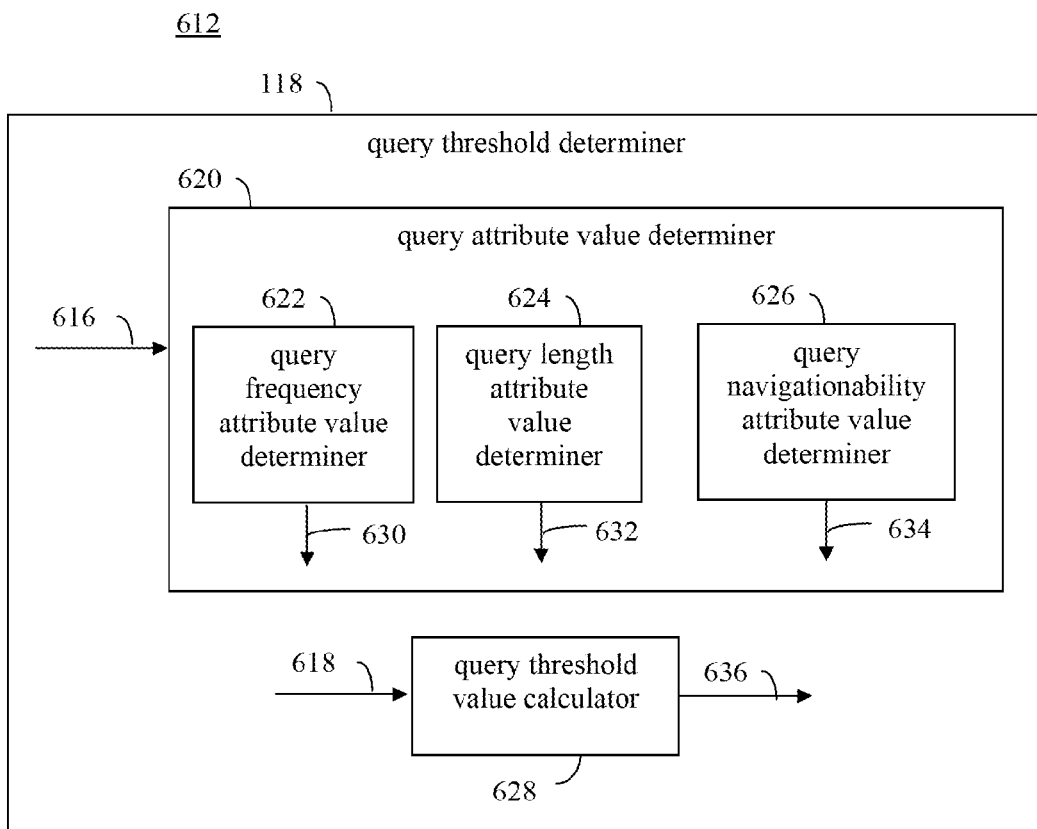 612
118
query threshold determiner
620
query attribute value determiner
616
622
624
626
query
frequency
attribute value
determiner
query length
attribute
value
determiner
query
navigationability
attribute value
determiner
630
632
634
618
query threshold
value calculator
636
628